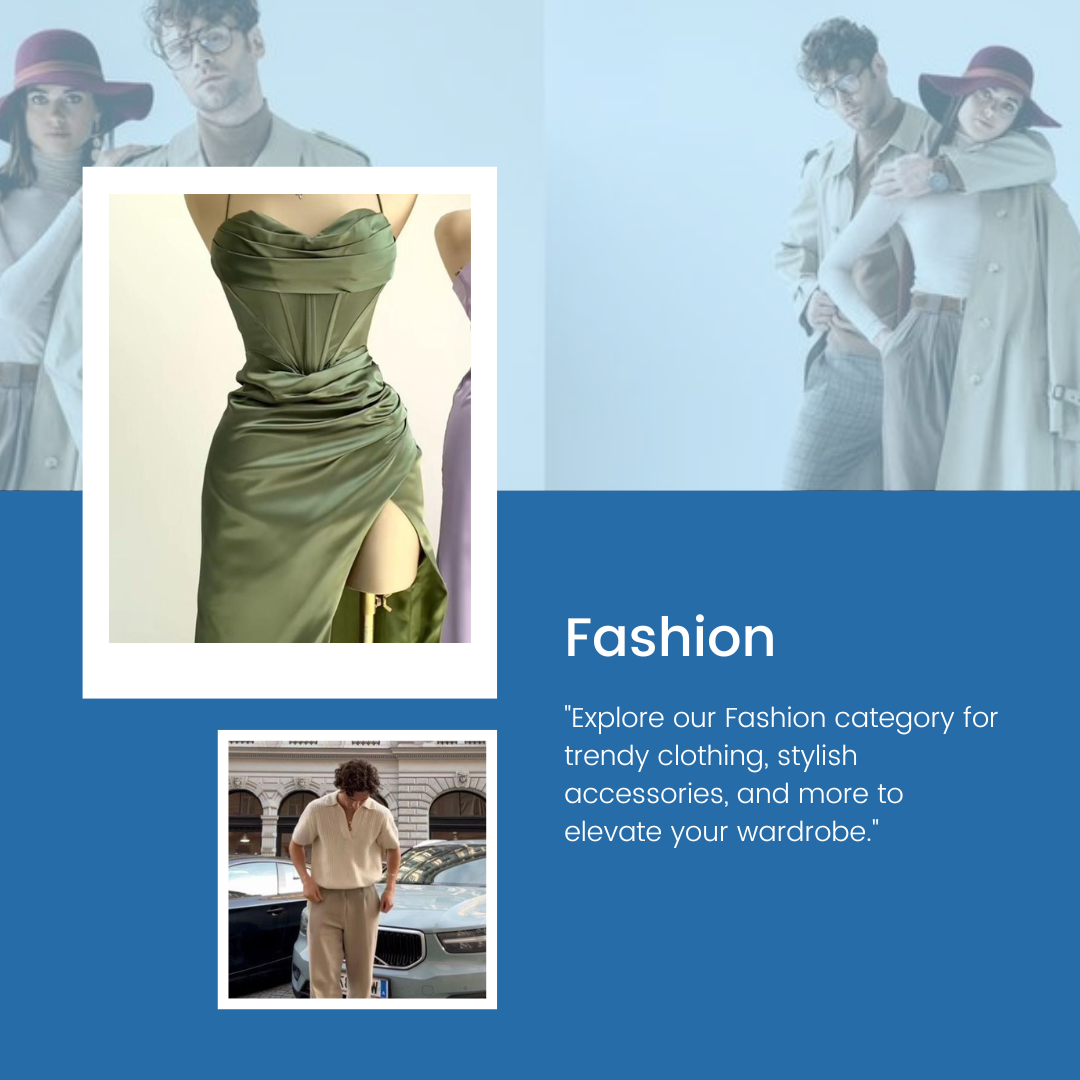 Fashion
"Explore our Fashion category for
trendy clothing, stylish
accessories, and more to
elevate your wardrobe."